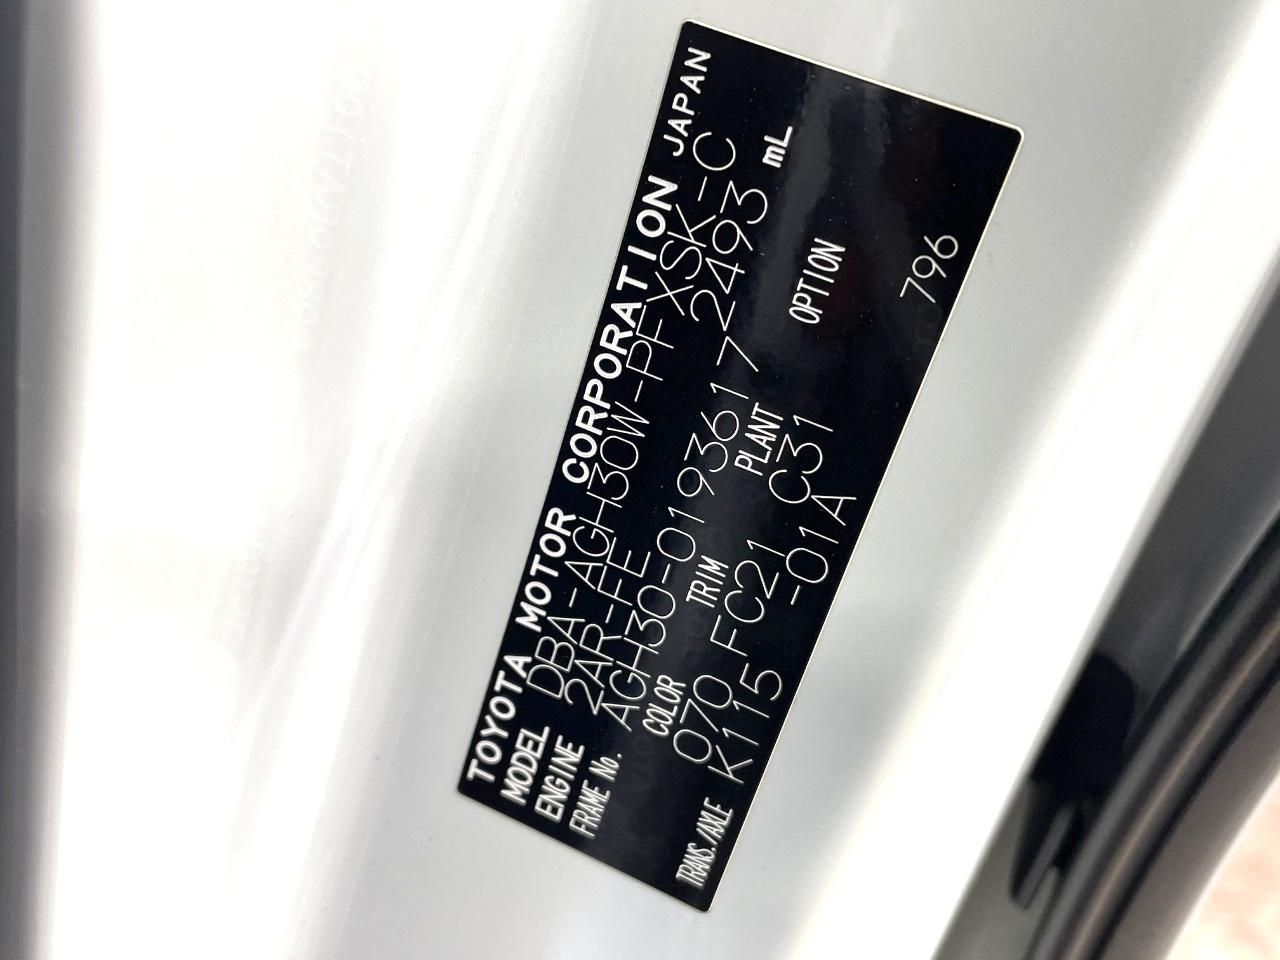 TOYOTA MOTOR CORPORATION JAPAN
MODEL DBA-AGH30W-PFXSK-C
ENGINE 2AR-FE 2493 mL
FRAME No. AGH30-0193617
COLOR TRIM PLANT OPTION
070 FC21 C31
TRANS./AXLE K115 -01A 796